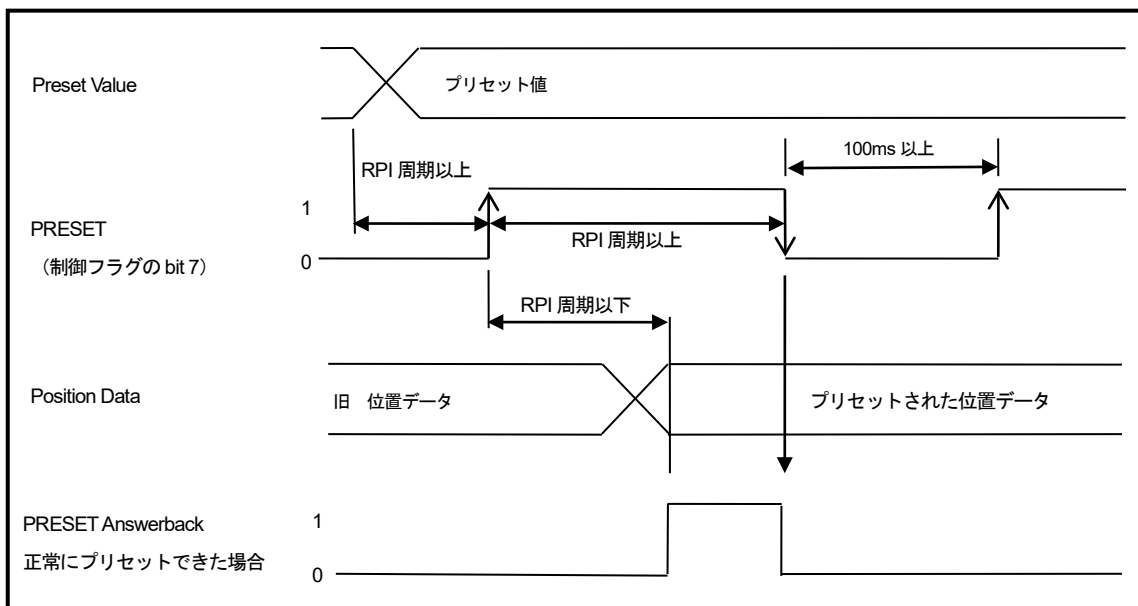 Preset Value
プリセット値
100ms 以上
RPI 周期以上
1
PRESET
RPI 周期以上
（制御フラグの bit 7）
0
RPI 周期以下
Position Data
旧　位置データ
プリセットされた位置データ
PRESET Answerback
1
正常にプリセットできた場合
0